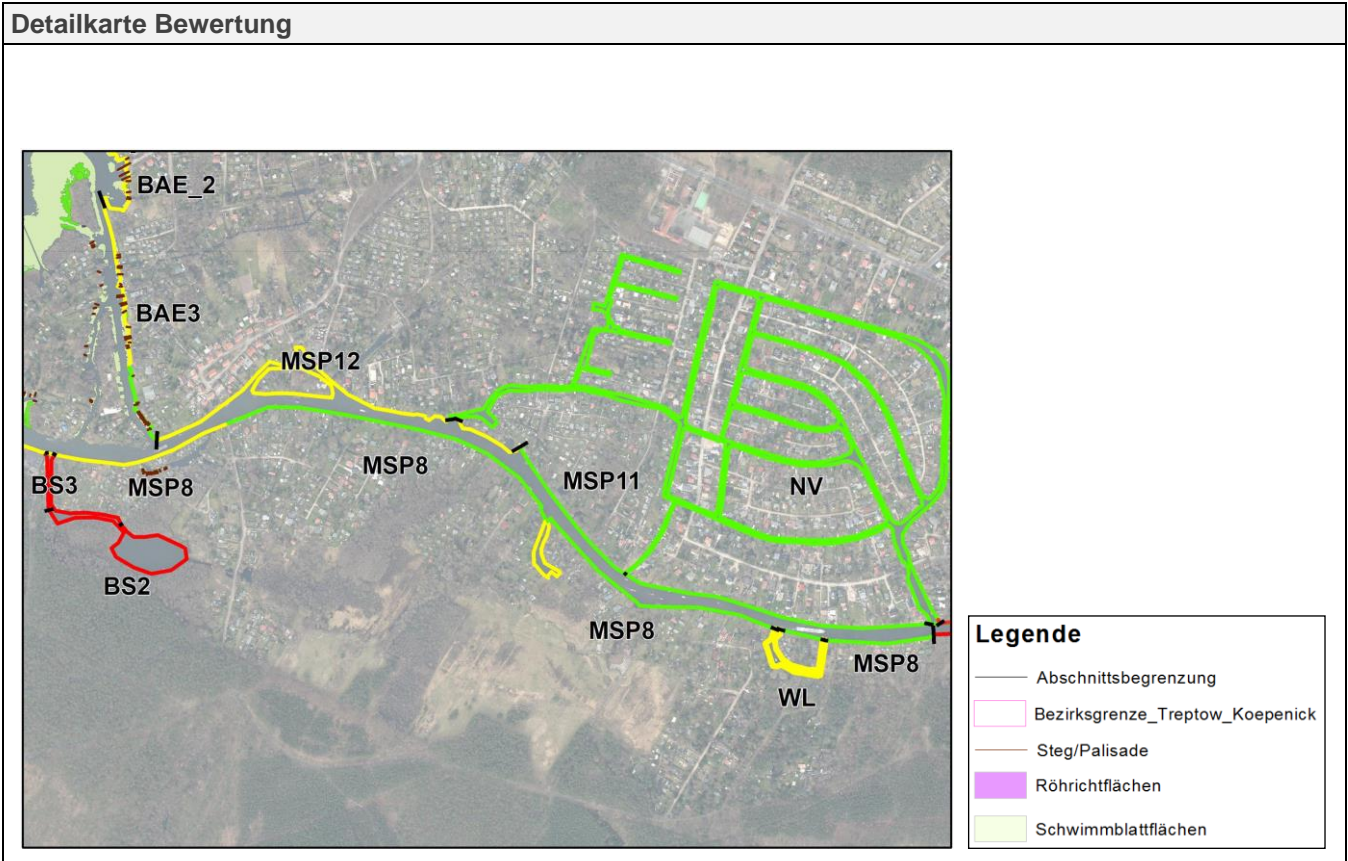 Detailkarte Bewertung
BAE_2
BAE3
MSP12
MSP8
MSP11
NV
BS3
MSP8
BS2
MSP8
MSP8
WL
Legende
Abschnittsbegrenzung
Bezirksgrenze_Treptow_Koepenick
Steg/Palisade
Röhrichtflächen
Schwimmblattflächen